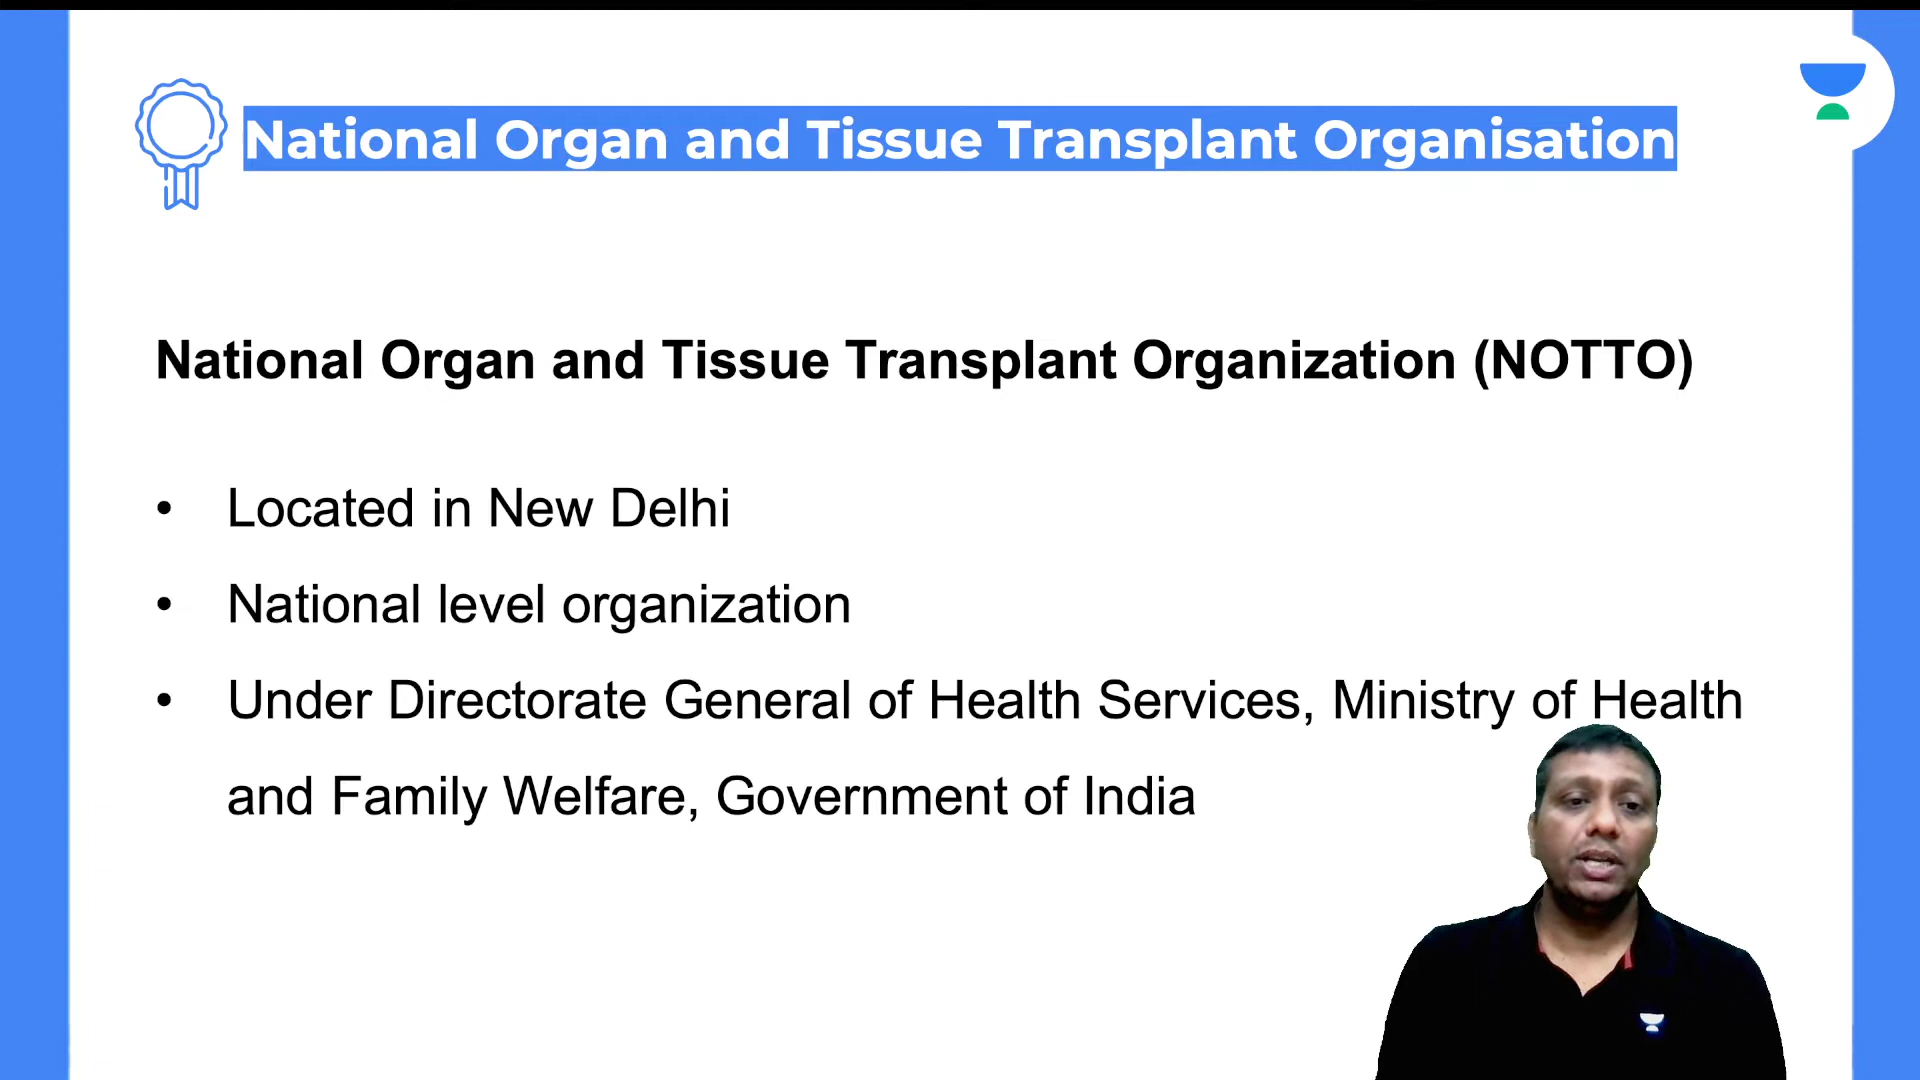 National Organ and Tissue Transplant Organisation
National Organ and Tissue Transplant Organization (NOTTO)
• Located in New Delhi
• National level organization
• Under Directorate General of Health Services, Ministry of Health
and Family Welfare, Government of India